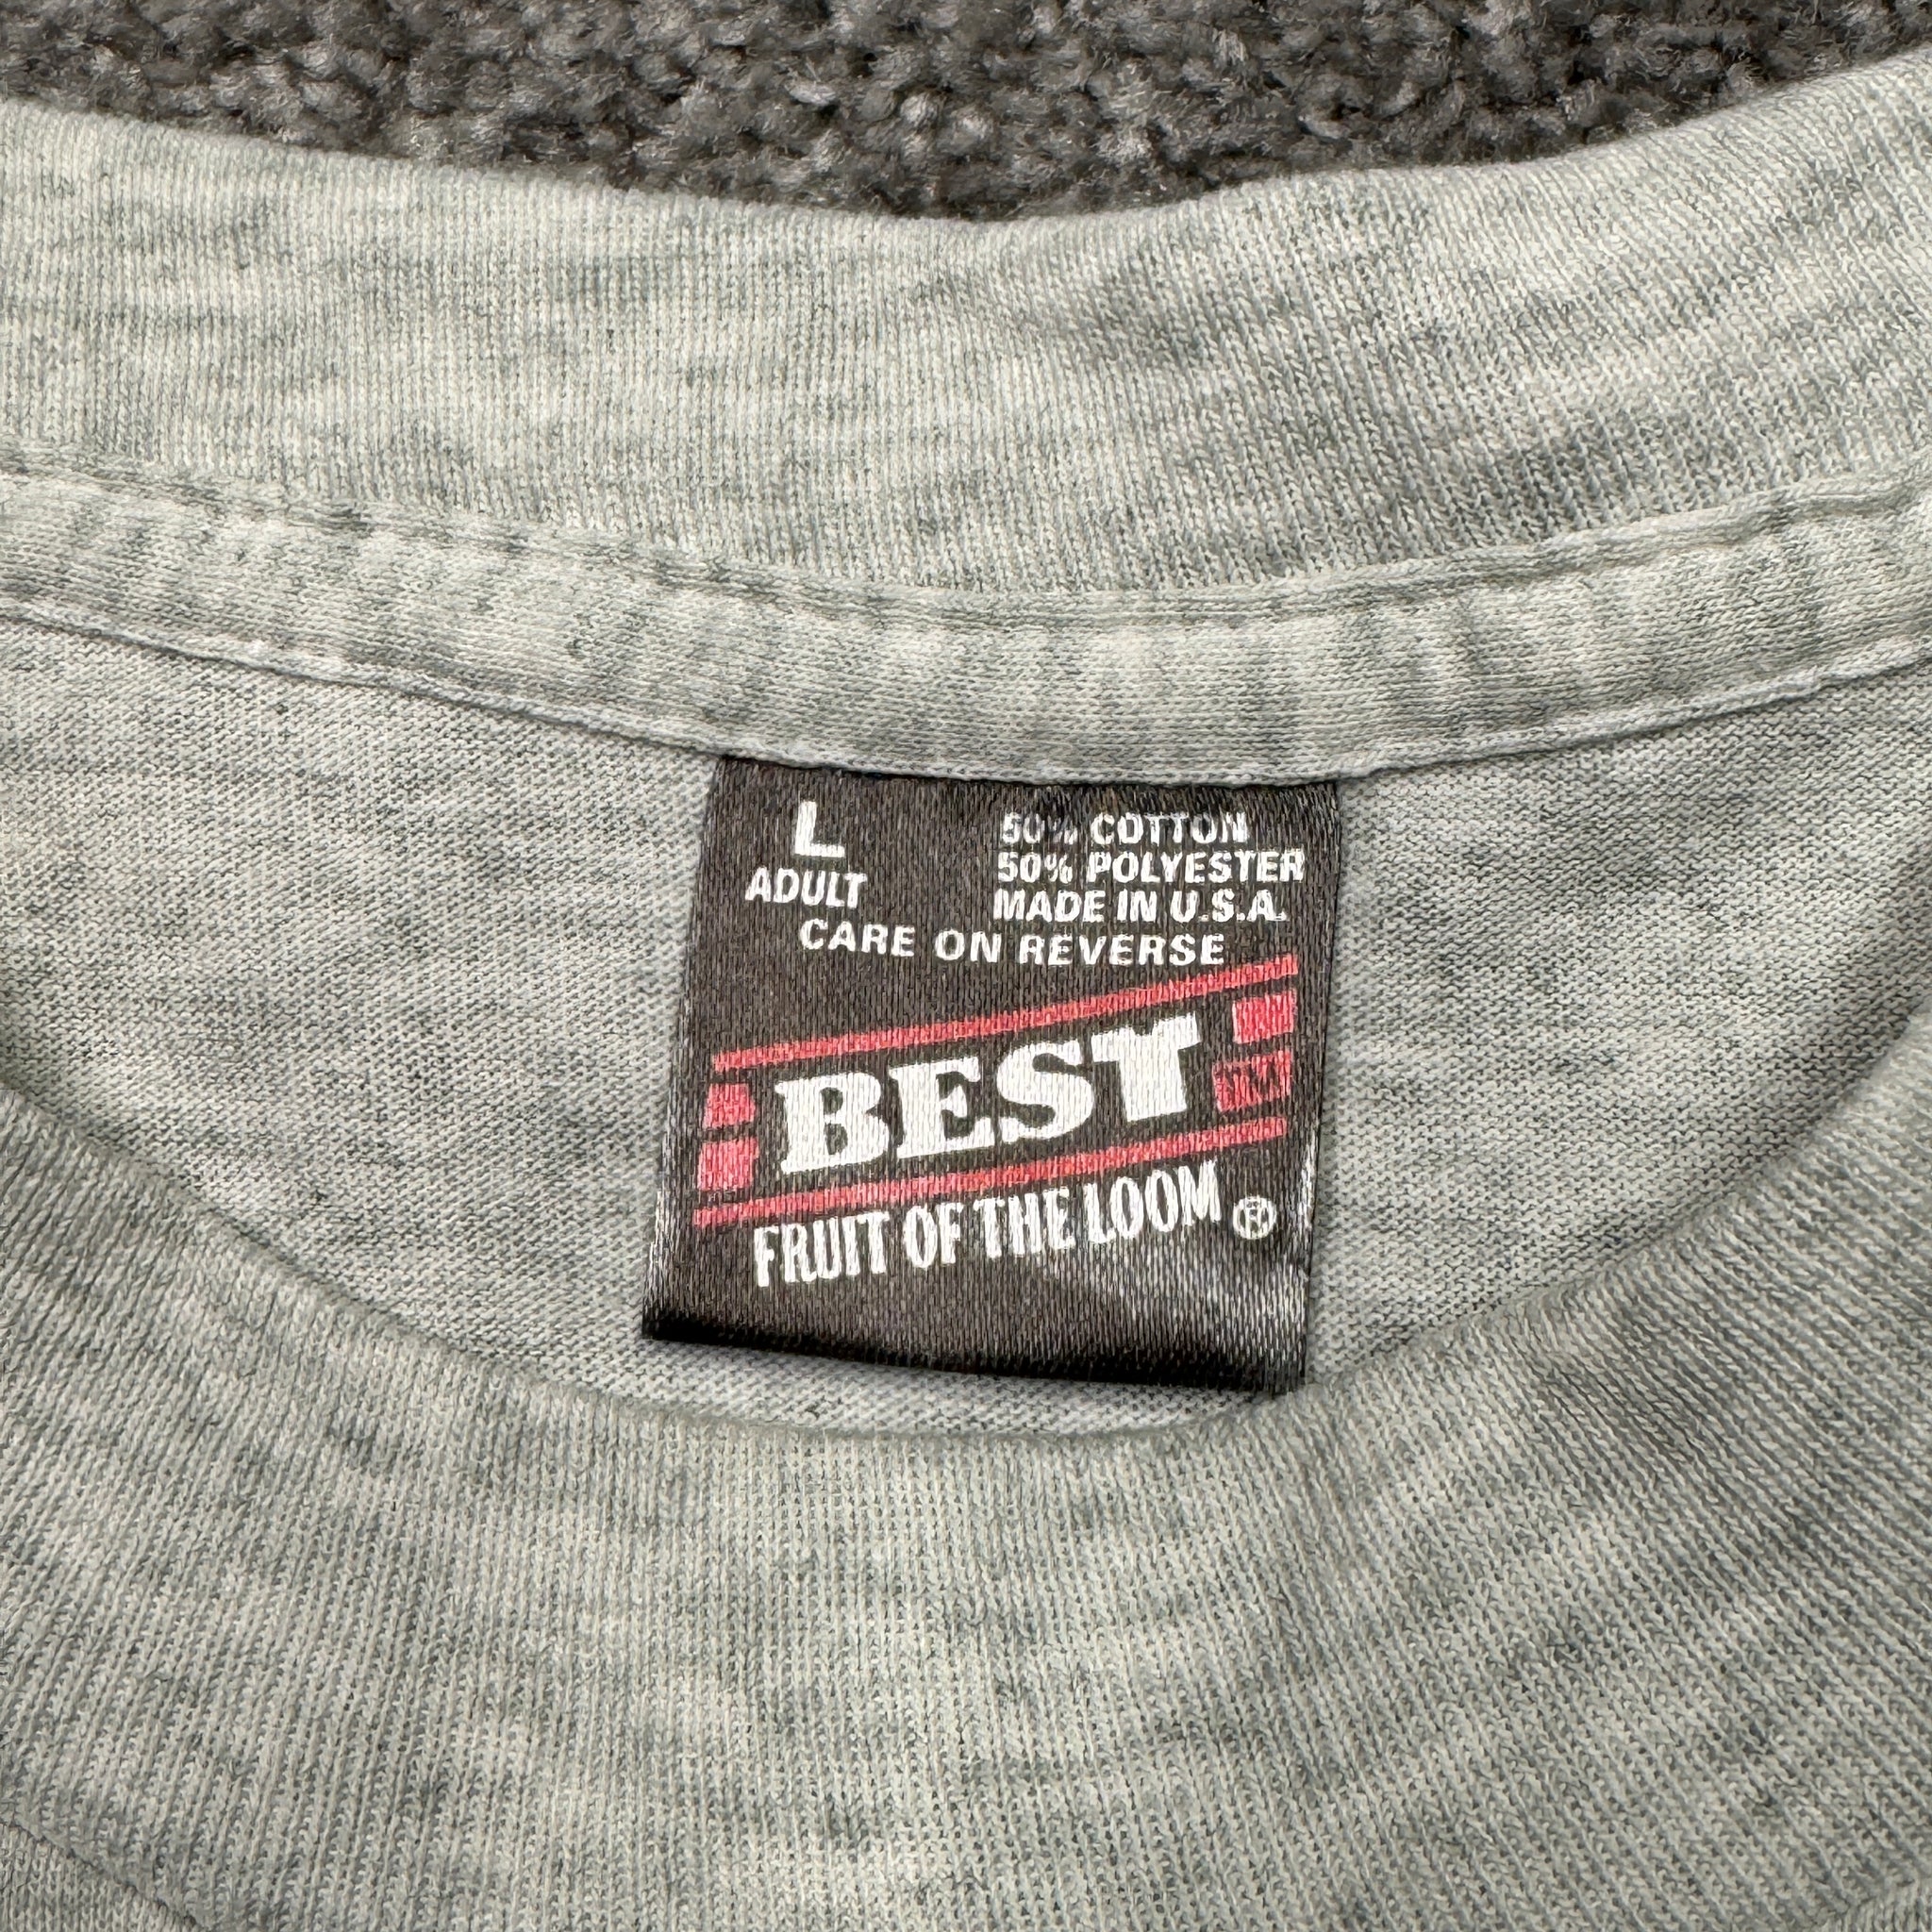 L
ADULT
50% COTTON
50% POLYESTER
MADE IN U.S.A.
CARE ON REVERSE
BEST TM
FRUIT OF THE LOOM ®